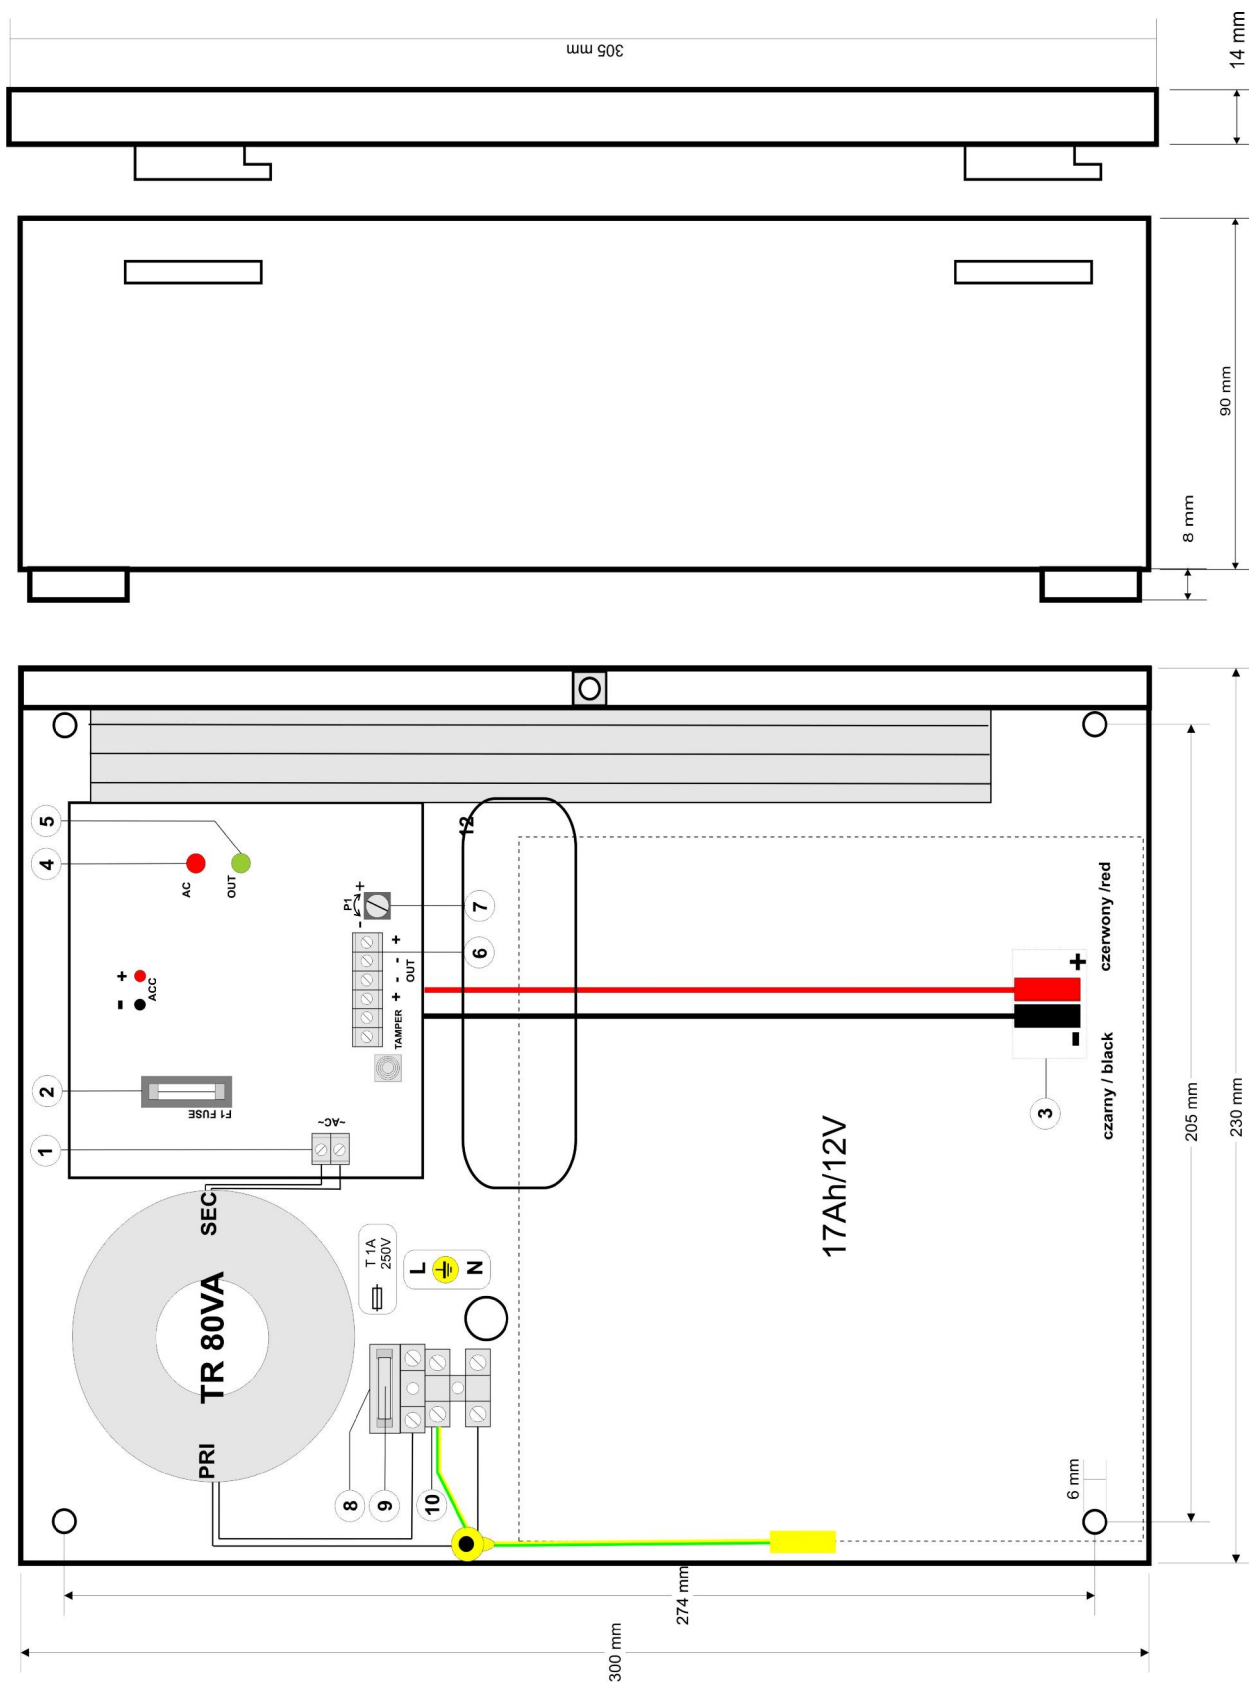 305 mm
14 mm
90 mm
8 mm
5
4
AC
OUT
12
- P1 +
7
6
+
-
-
+
OUT
TAMPER
- +
ACC
2
F1 FUSE
1
~AC~
SEC
TR 80VA
PRI
T 1A
250V
L
N
8
9
10
17Ah/12V
+
-
czerwony /red
czarny / black
3
6 mm
205 mm
230 mm
274 mm
300 mm